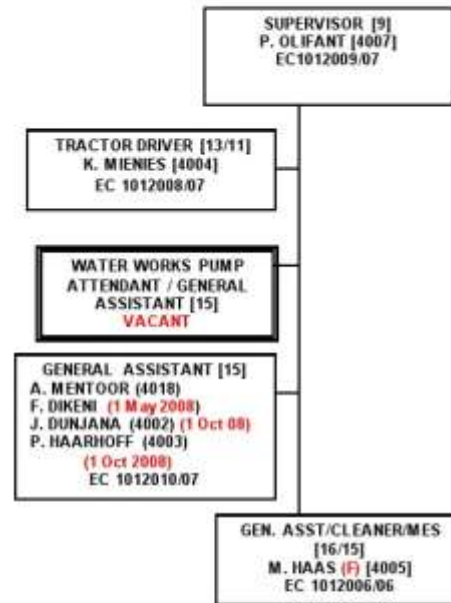 SUPERVISOR [9]
P. OLIFANT [4007]
EC1012009/07
TRACTOR DRIVER [13/11]
K. MIENIES [4004]
EC 1012008/07
WATER WORKS PUMP
ATTENDANT / GENERAL
ASSISTANT [15]
VACANT
GENERAL ASSISTANT [15]
A. MENTOOR (4018)
F. DIKENI (1 May 2008)
J. DUNJANA (4002) (1 Oct 08)
P. HAARHOFF (4003)
(1 Oct 2008)
EC 1012010/07
GEN. ASST/CLEANER/MES
[16/15]
M. HAAS (F) [4005]
EC 1012006/06